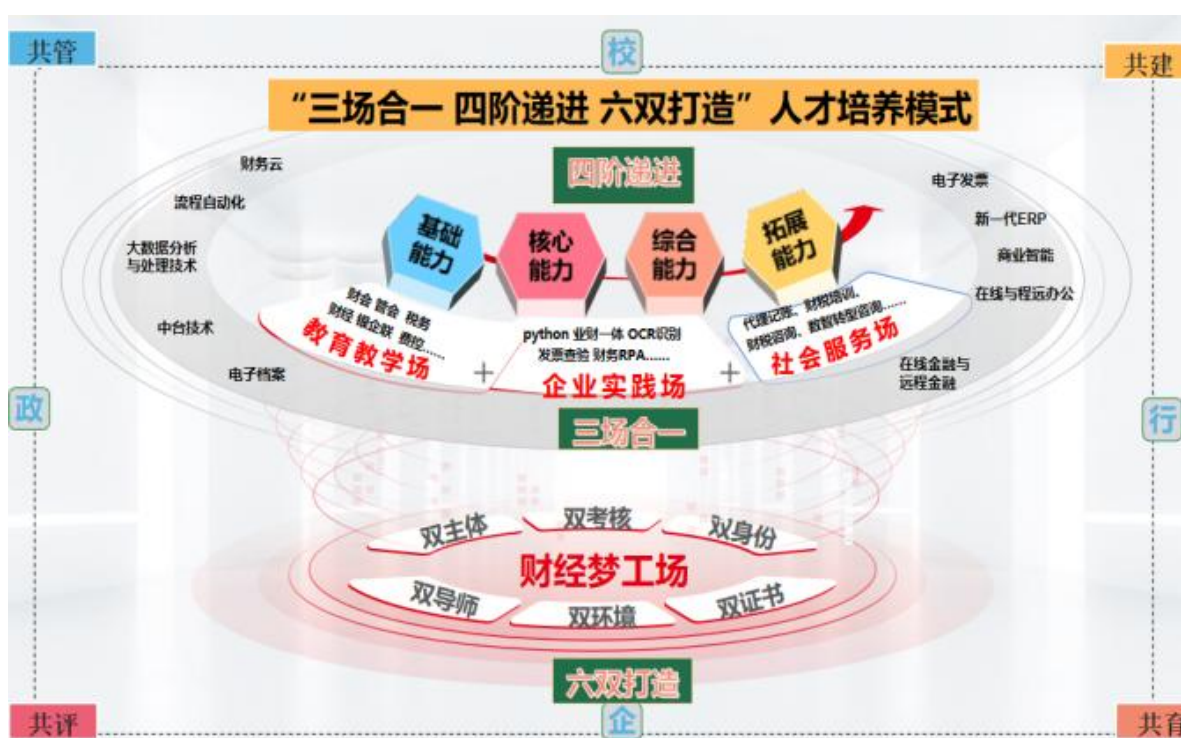 共管
校
共建
“三场合一 四阶递进 六双打造”人才培养模式
四阶递进
财务云
流程自动化
大数据分析
与处理技术
中台技术
电子档案
基础
能力
核心
能力
综合
能力
拓展
能力
电子发票
新一代ERP
商业智能
在线与程远办公
在线金融与
远程金融
财会 管会 税务
财经 银企联 费控……
教育教学场
+
python 业财一体 OCR识别
发票查验 财务RPA……
企业实践场
+
代理记账、财税培训、
财税咨询、数智转型咨询……
社会服务场
三场合一
政
行
双主体
双考核
双身份
财经梦工场
双导师
双环境
双证书
六双打造
共评
企
共育